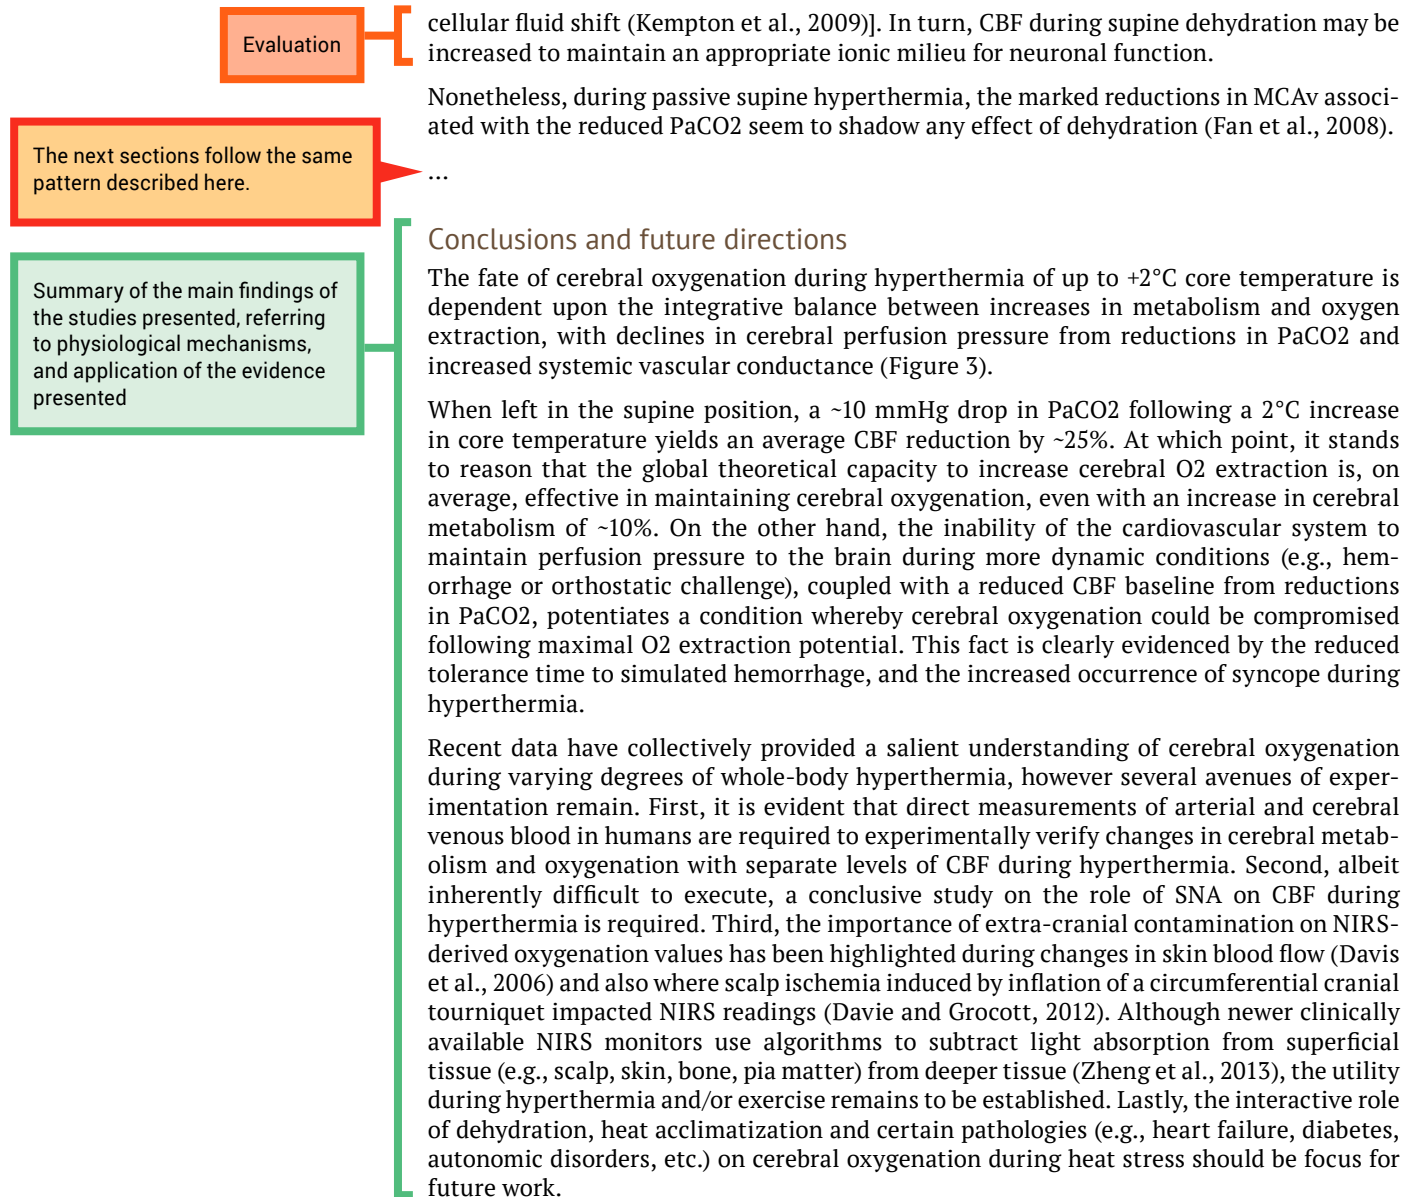 Evaluation
cellular fluid shift (Kempton et al., 2009)]. In turn, CBF during supine dehydration may be
increased to maintain an appropriate ionic milieu for neuronal function.
Nonetheless, during passive supine hyperthermia, the marked reductions in MCAv associ-
ated with the reduced PaCO2 seem to shadow any effect of dehydration (Fan et al., 2008).
The next sections follow the same
pattern described here.
...
Conclusions and future directions
Summary of the main findings of
the studies presented, referring
to physiological mechanisms,
and application of the evidence
presented
The fate of cerebral oxygenation during hyperthermia of up to +2°C core temperature is
dependent upon the integrative balance between increases in metabolism and oxygen
extraction, with declines in cerebral perfusion pressure from reductions in PaCO2 and
increased systemic vascular conductance (Figure 3).
When left in the supine position, a ~10 mmHg drop in PaCO2 following a 2°C increase
in core temperature yields an average CBF reduction by ~25%. At which point, it stands
to reason that the global theoretical capacity to increase cerebral O2 extraction is, on
average, effective in maintaining cerebral oxygenation, even with an increase in cerebral
metabolism of ~10%. On the other hand, the inability of the cardiovascular system to
maintain perfusion pressure to the brain during more dynamic conditions (e.g., hem-
orrhage or orthostatic challenge), coupled with a reduced CBF baseline from reductions
in PaCO2, potentiates a condition whereby cerebral oxygenation could be compromised
following maximal O2 extraction potential. This fact is clearly evidenced by the reduced
tolerance time to simulated hemorrhage, and the increased occurrence of syncope during
hyperthermia.
Recent data have collectively provided a salient understanding of cerebral oxygenation
during varying degrees of whole-body hyperthermia, however several avenues of exper-
imentation remain. First, it is evident that direct measurements of arterial and cerebral
venous blood in humans are required to experimentally verify changes in cerebral metab-
olism and oxygenation with separate levels of CBF during hyperthermia. Second, albeit
inherently difficult to execute, a conclusive study on the role of SNA on CBF during
hyperthermia is required. Third, the importance of extra-cranial contamination on NIRS-
derived oxygenation values has been highlighted during changes in skin blood flow (Davis
et al., 2006) and also where scalp ischemia induced by inflation of a circumferential cranial
tourniquet impacted NIRS readings (Davie and Grocott, 2012). Although newer clinically
available NIRS monitors use algorithms to subtract light absorption from superficial
tissue (e.g., scalp, skin, bone, pia matter) from deeper tissue (Zheng et al., 2013), the utility
during hyperthermia and/or exercise remains to be established. Lastly, the interactive role
of dehydration, heat acclimatization and certain pathologies (e.g., heart failure, diabetes,
autonomic disorders, etc.) on cerebral oxygenation during heat stress should be focus for
future work.